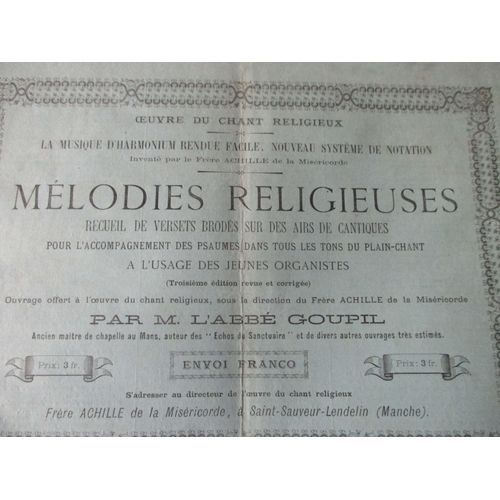 ŒUVRE DU CHANT RELIGIEUX
LA MUSIQUE D'HARMONIUM RENDUE FACILE, NOUVEAU SYSTÈME DE NOTATION
Inventé par le Frère ACHILLE de la Miséricorde
MÉLODIES RELIGIEUSES
RECUEIL DE VERSETS BRODÉS SUR DES AIRS DE CANTIQUES
POUR L'ACCOMPAGNEMENT DES PSAUMES DANS TOUS LES TONS DU PLAIN-CHANT
A L'USAGE DES JEUNES ORGANISTES
(Troisième édition revue et corrigée)
Ouvrage offert à l'œuvre du chant religieux, sous la direction du Frère ACHILLE de la Miséricorde
PAR M. L'ABBÉ GOUPIL
Ancien maître de chapelle au Mans, auteur des "Échos du Sanctuaire" et de divers autres ouvrages très estimés.
Prix: 3 fr.
ENVOI FRANCO
Prix: 3 fr.
S'adresser au directeur de l'œuvre du chant religieux
Frère ACHILLE de la Miséricorde, à Saint-Sauveur-Lendelin (Manche).